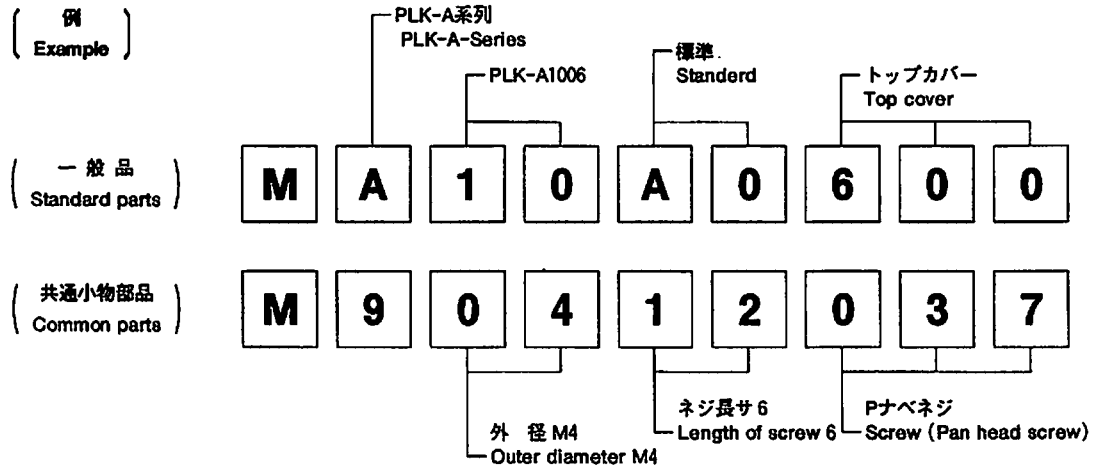 例
Example
PLK-A系列
PLK-A-Series
PLK-A1006
標準.
Standerd
トップカバー
Top cover
一 般 品
Standard parts
M A 1 0 A 0 6 0 0
共通小物部品
Common parts
M 9 0 4 1 2 0 3 7
外 径 M4
Outer diameter M4
ネジ長サ 6
Length of screw 6
Pナベネジ
Screw (Pan head screw)